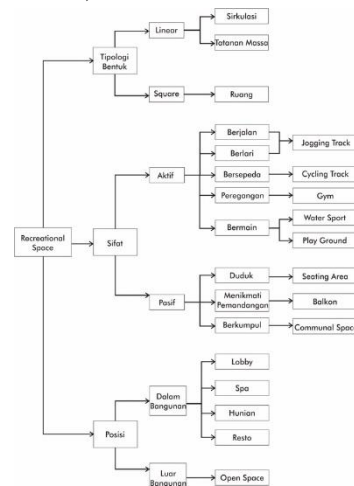 Sirkulasi
Linear
Tatanan Massa
Tipologi
Bentuk
Square
Ruang
Berjalan
Jogging Track
Berlari
Aktif
Bersepeda
Cycling Track
Peregangan
Gym
Water Sport
Bermain
Play Ground
Recreational
Space
Sifat
Duduk
Seating Area
Pasif
Menikmati
Pemandangan
Balkon
Berkumpul
Communal Space
Lobby
Dalam
Bangunan
Spa
Hunian
Resto
Posisi
Luar
Bangunan
Open Space